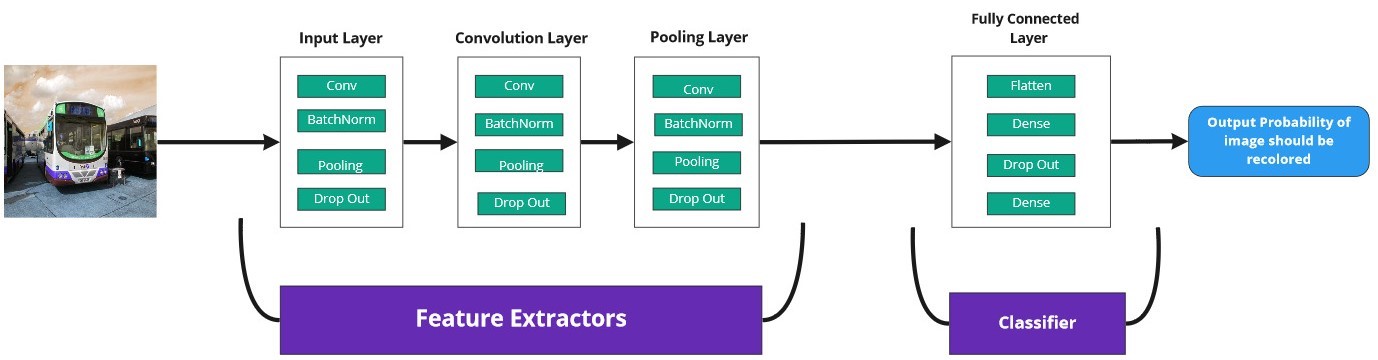 Input Layer
Conv
BatchNorm
Pooling
Drop Out
Convolution Layer
Conv
BatchNorm
Pooling
Drop Out
Pooling Layer
Conv
BatchNorm
Pooling
Drop Out
Fully Connected
Layer
Flatten
Dense
Drop Out
Dense
Output Probability of
image should be
recolored
Feature Extractors
Classifier